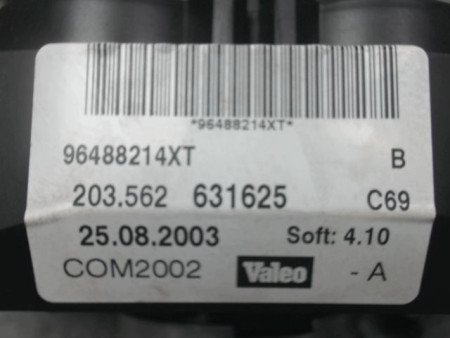 *96488214XT*
96488214XT B
203.562 631625 C69
25.08.2003 Soft: 4.10
COM2002 Valeo - A